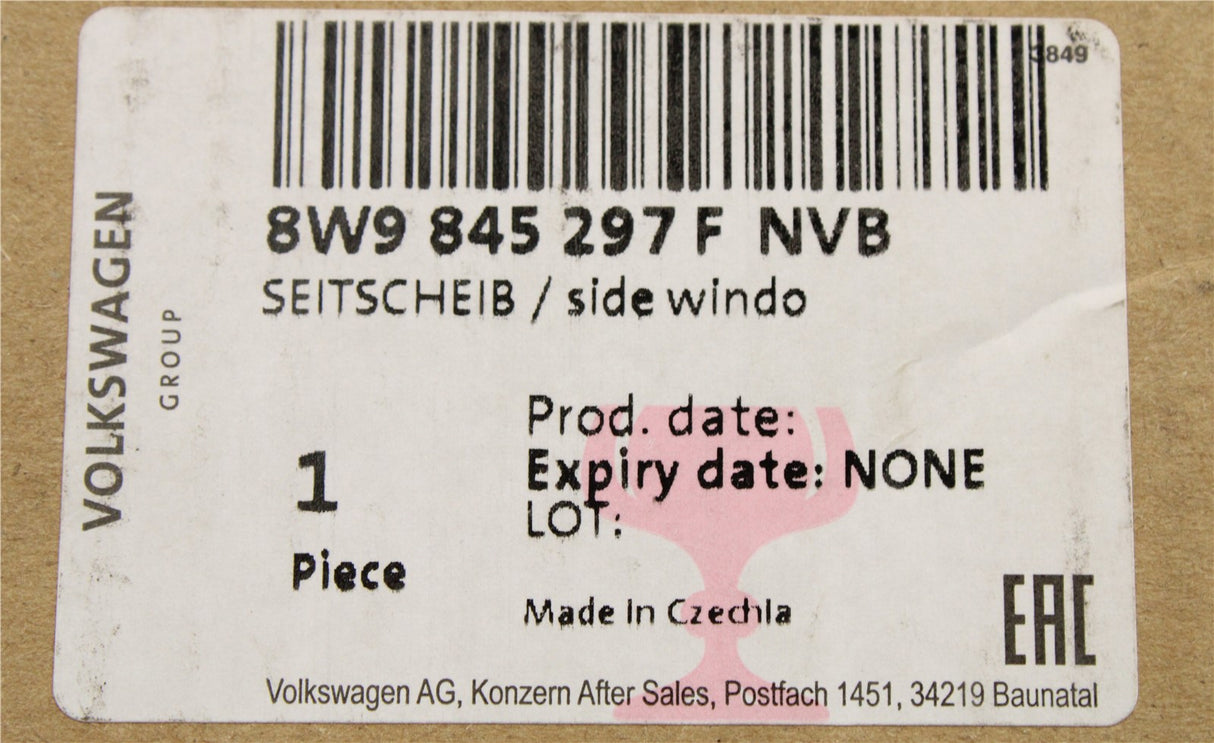 3849
8W9 845 297 F NVB
SEITSCHEIB / side windo
VOLKSWAGEN
GROUP
Prod. date:
Expiry date: NONE
LOT:
1
Piece
Made In Czechia
EAC
Volkswagen AG, Konzern After Sales, Postfach 1451, 34219 Baunatal